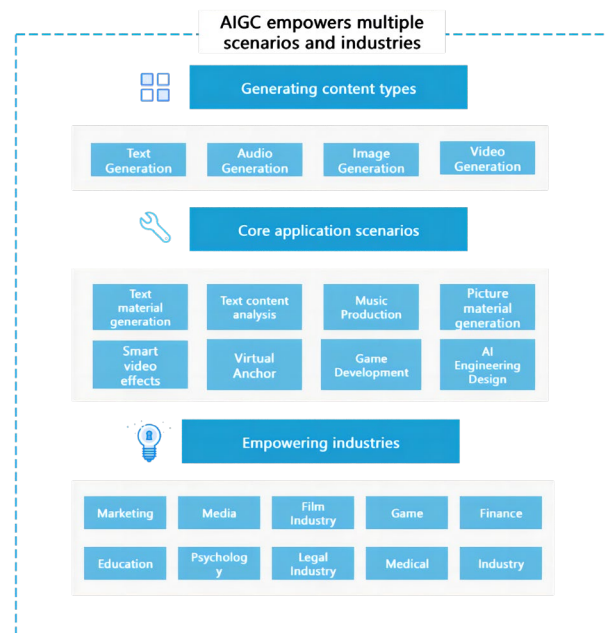 AIGC empowers multiple
scenarios and industries
Generating content types
Text
Generation
Audio
Generation
Image
Generation
Video
Generation
Core application scenarios
Text
material
generation
Text content
analysis
Music
Production
Picture
material
generation
Smart
video
effects
Virtual
Anchor
Game
Development
AI
Engineering
Design
Empowering industries
Marketing
Media
Film
Industry
Game
Finance
Education
Psycholog
y
Legal
Industry
Medical
Industry